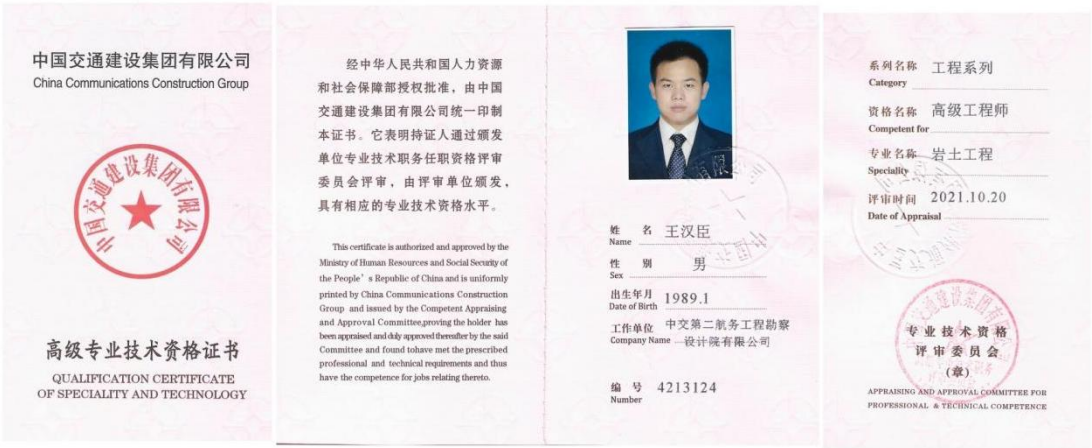 中国交通建设集团有限公司
China Communications Construction Group
中国交通建设集团有限公司
高级专业技术资格证书
QUALIFICATION CERTIFICATE
OF SPECIALITY AND TECHNOLOGY
经中华人民共和国人力资源
和社会保障部授权批准，由中国
交通建设集团有限公司统一印制
本证书。它表明持证人通过颁发
单位专业技术职务任职资格评审
委员会评审，由评审单位颁发，
具有相应的专业技术资格水平。
This certificate is authorized and approved by the
Ministry of Human Resources and Social Security of
the People's Republic of China and is uniformly
printed by China Communications Construction
Group and issued by the Competent Appraising
and Approval Committee,proving the holder has
been appraised and duly approved thereafter by the said
Committee and found tohave met the prescribed
professional and technical requirements and thus
have the competence for jobs relating thereto.
姓 名 王汉臣
Name
性 别 男
Sex
出生年月 1989.1
Date of Birth
工作单位 中交第二航务工程勘察
Company Name 设计院有限公司
编 号 4213124
Number
系列名称 工程系列
Category
资格名称 高级工程师
Competent for
专业名称 岩土工程
Speciality
评审时间 2021.10.20
Date of Appraisal
专业技术资格
评审委员会
(章)
APPRAISING AND APPROVAL COMMITTEE FOR
PROFESSIONAL & TECHNICAL COMPETENCE